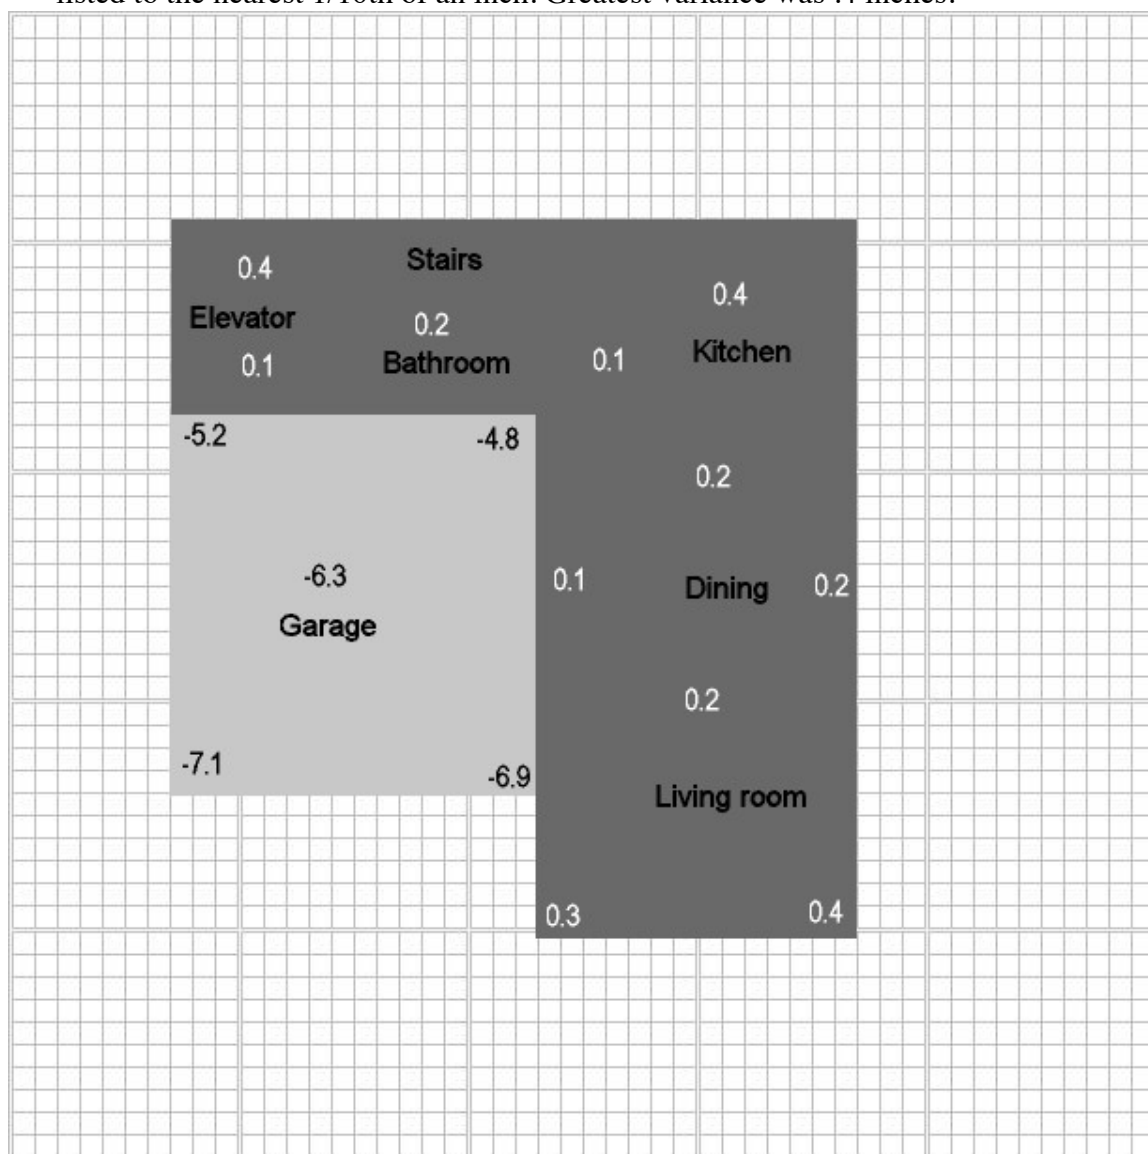 listed to the nearest 1/10th of an inch. Greatest variance was .4 inches.
Stairs
0.4
0.4
Elevator
0.2
Kitchen
0.1
Bathroom
0.1
-5.2
-4.8
0.2
-6.3
0.1
Dining
0.2
Garage
0.2
-7.1
-6.9
Living room
0.3
0.4